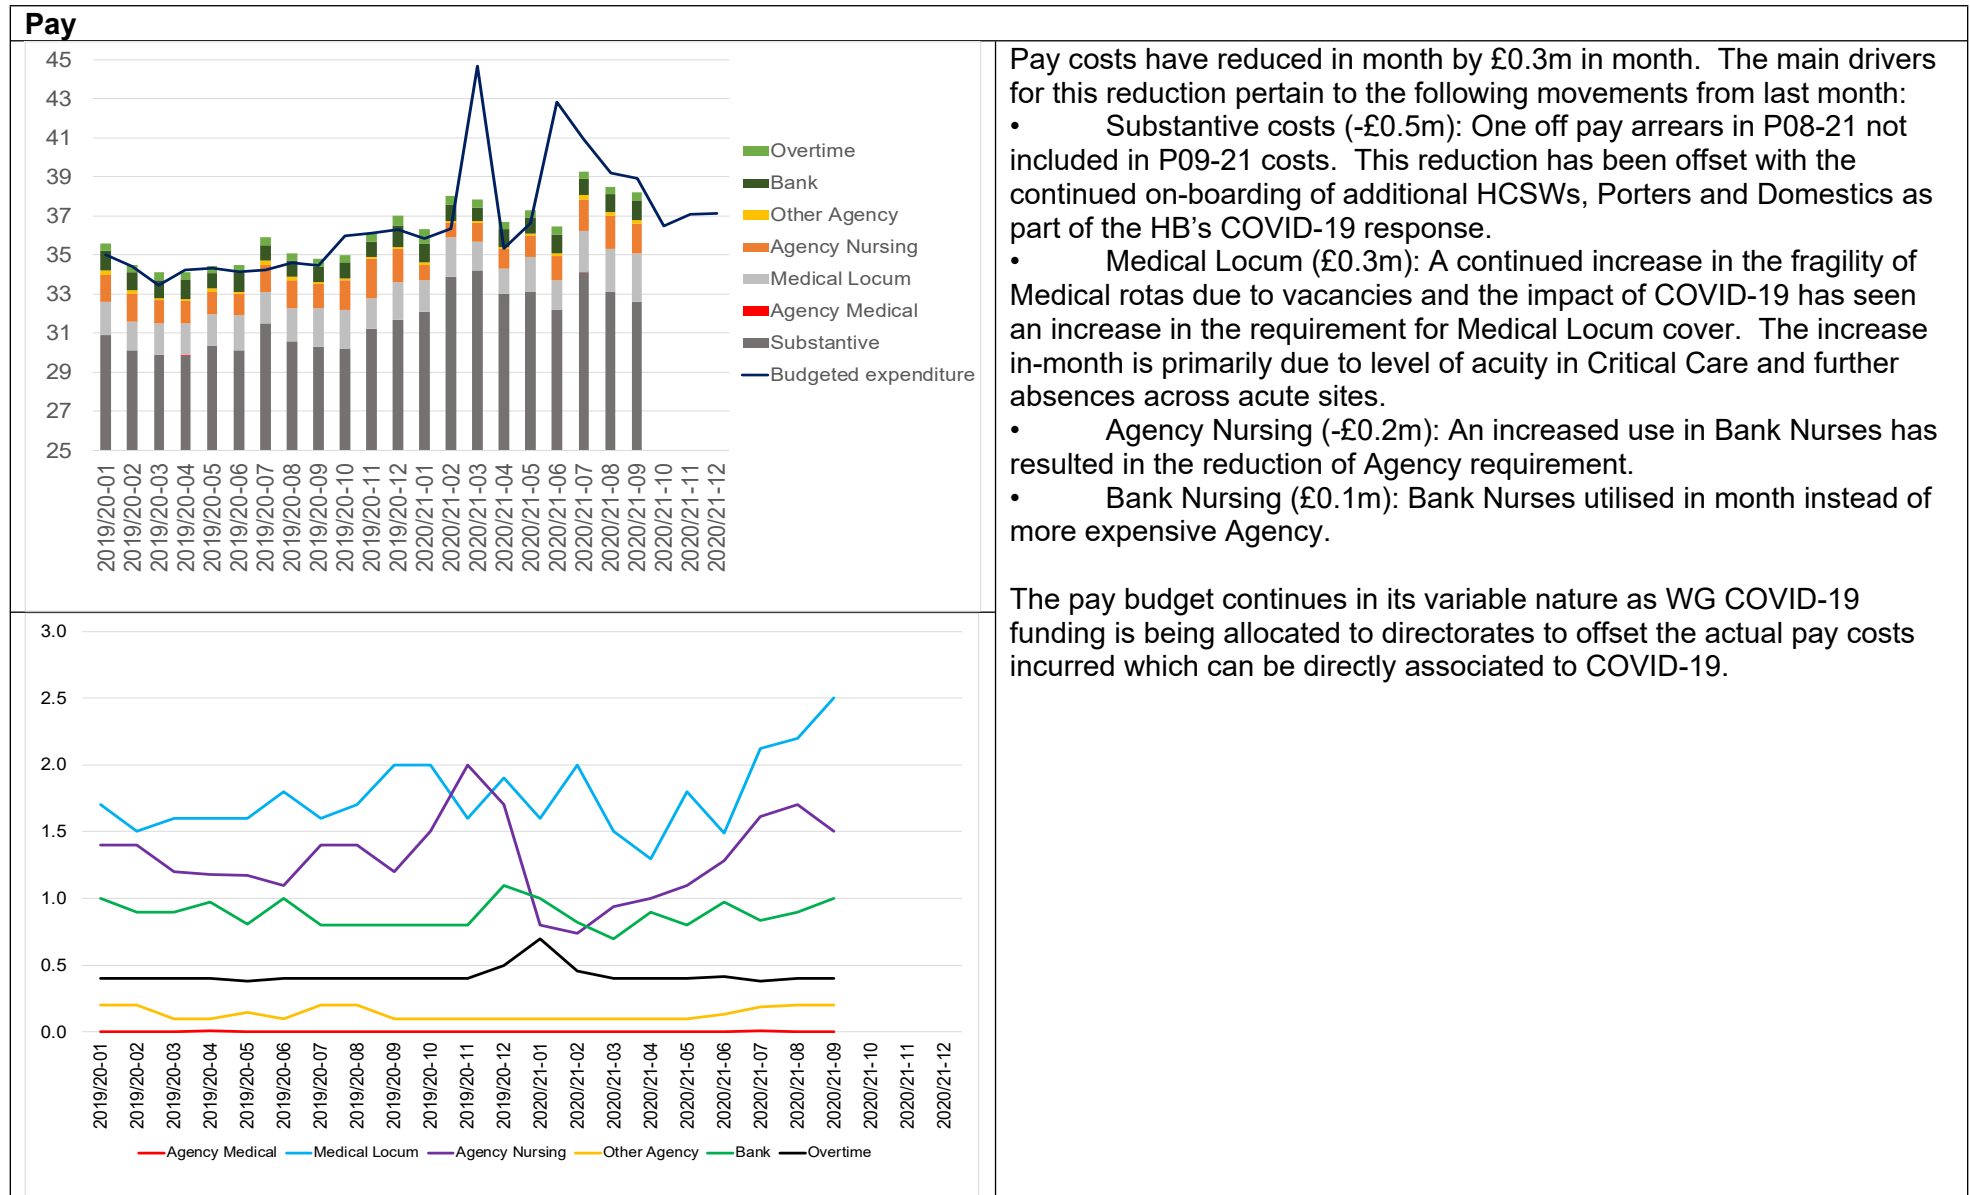 Pay
45
43
41
39
37
35
33
31
29
27
25
2019/20-01
2019/20-02
2019/20-03
2019/20-04
2019/20-05
2019/20-06
2019/20-07
2019/20-08
2019/20-09
2019/20-10
2019/20-11
2019/20-12
2020/21-01
2020/21-02
2020/21-03
2020/21-04
2020/21-05
2020/21-06
2020/21-07
2020/21-08
2020/21-09
2020/21-10
2020/21-11
2020/21-12
Overtime
Bank
Other Agency
Agency Nursing
Medical Locum
Agency Medical
Substantive
Budgeted expenditure
Pay costs have reduced in month by £0.3m in month. The main drivers
for this reduction pertain to the following movements from last month:
• Substantive costs (-£0.5m): One off pay arrears in P08-21 not
included in P09-21 costs. This reduction has been offset with the
continued on-boarding of additional HCSWs, Porters and Domestics as
part of the HB’s COVID-19 response.
• Medical Locum (£0.3m): A continued increase in the fragility of
Medical rotas due to vacancies and the impact of COVID-19 has seen
an increase in the requirement for Medical Locum cover. The increase
in-month is primarily due to level of acuity in Critical Care and further
absences across acute sites.
• Agency Nursing (-£0.2m): An increased use in Bank Nurses has
resulted in the reduction of Agency requirement.
• Bank Nursing (£0.1m): Bank Nurses utilised in month instead of
more expensive Agency.
The pay budget continues in its variable nature as WG COVID-19
funding is being allocated to directorates to offset the actual pay costs
incurred which can be directly associated to COVID-19.
3.0
2.5
2.0
1.5
1.0
0.5
0.0
2019/20-01
2019/20-02
2019/20-03
2019/20-04
2019/20-05
2019/20-06
2019/20-07
2019/20-08
2019/20-09
2019/20-10
2019/20-11
2019/20-12
2020/21-01
2020/21-02
2020/21-03
2020/21-04
2020/21-05
2020/21-06
2020/21-07
2020/21-08
2020/21-09
2020/21-10
2020/21-11
2020/21-12
Agency Medical Medical Locum Agency Nursing Other Agency Bank Overtime